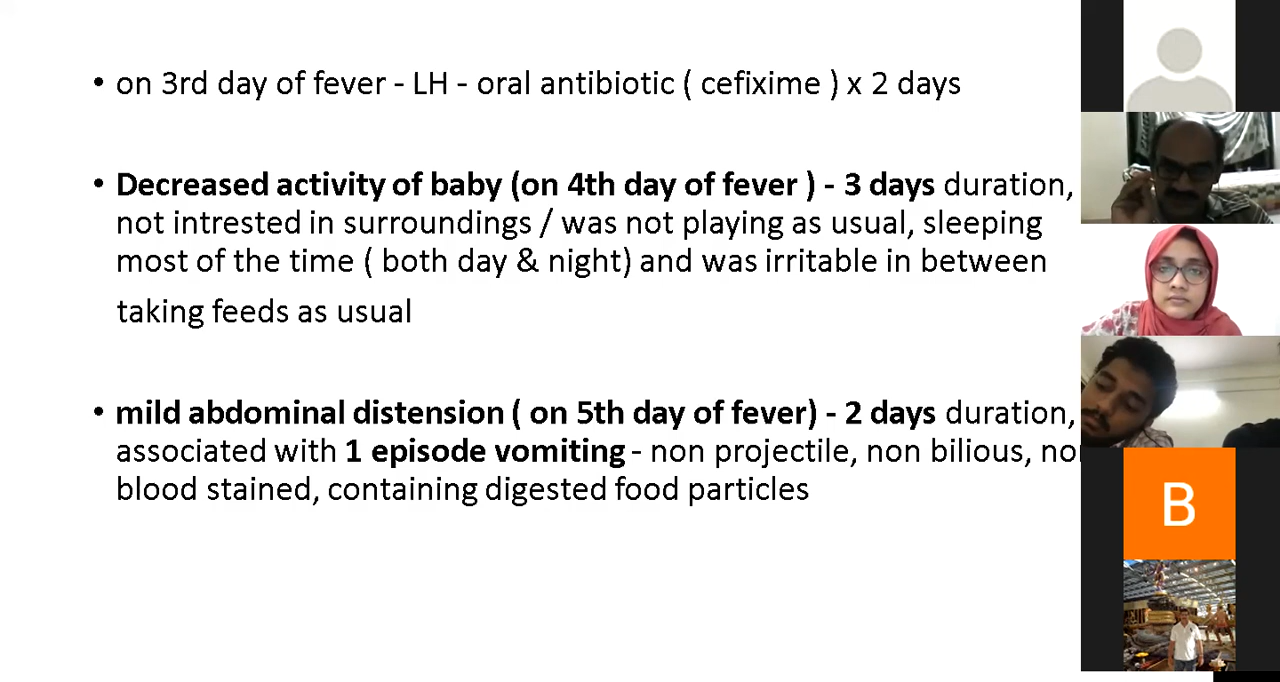 • on 3rd day of fever - LH - oral antibiotic ( cefixime ) x 2 days
• Decreased activity of baby (on 4th day of fever ) - 3 days duration,
not intrested in surroundings / was not playing as usual, sleeping
most of the time ( both day & night) and was irritable in between
taking feeds as usual
• mild abdominal distension ( on 5th day of fever) - 2 days duration,
associated with 1 episode vomiting - non projectile, non bilious,
blood stained, containing digested food particles
B